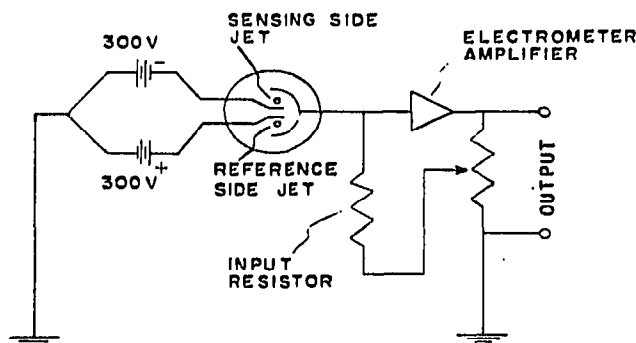 SENSING SIDE
JET
300V
−
ELECTROMETER
AMPLIFIER
300V
+
REFERENCE
SIDE JET
INPUT
RESISTOR
OUTPUT